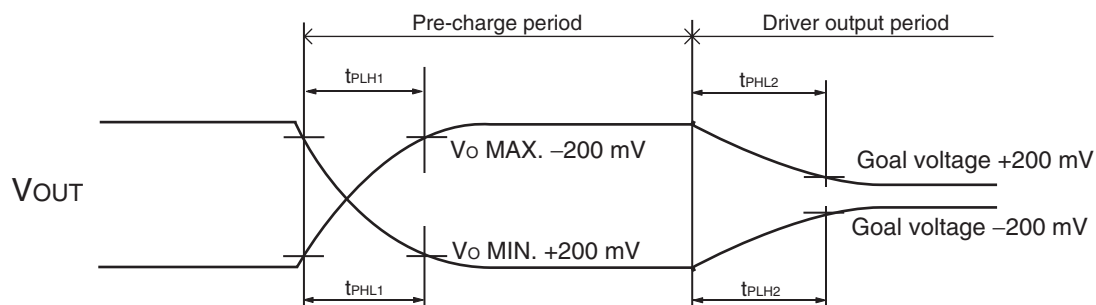 Pre-charge period
Driver output period
tPLH1
tPHL2
VO MAX. –200 mV
Goal voltage +200 mV
VOUT
Goal voltage –200 mV
VO MIN. +200 mV
tPHL1
tPLH2